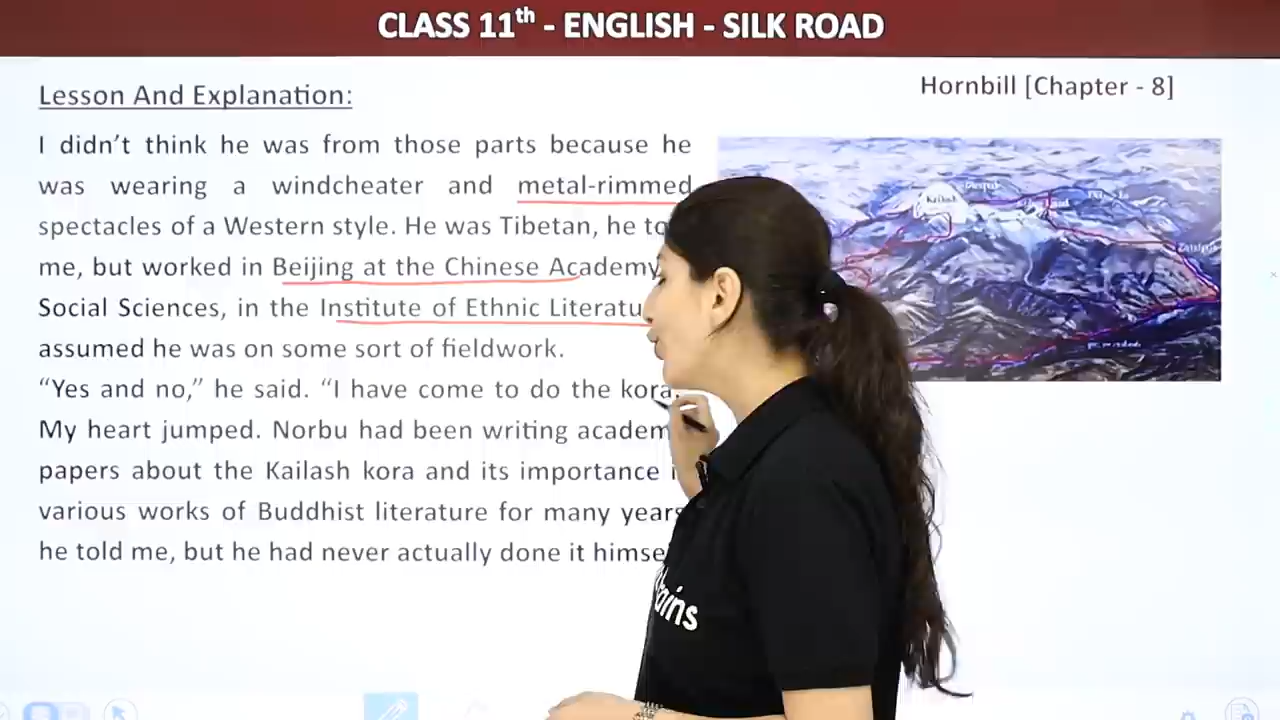 CLASS 11th - ENGLISH - SILK ROAD
Hornbill [Chapter - 8]
Lesson And Explanation:
I didn't think he was from those parts because he
was wearing a windcheater and metal-rimmed
spectacles of a Western style. He was Tibetan, he
me, but worked in Beijing at the Chinese Academy
Social Sciences, in the Institute of Ethnic
assumed he was on some sort of fieldwork.
“Yes and no,” he said. “I have come to do the kora.
My heart jumped. Norbu had been writing
papers about the Kailash kora and its importance
various works of Buddhist literature for many years
he told me, but he had never actually done it
Kailash